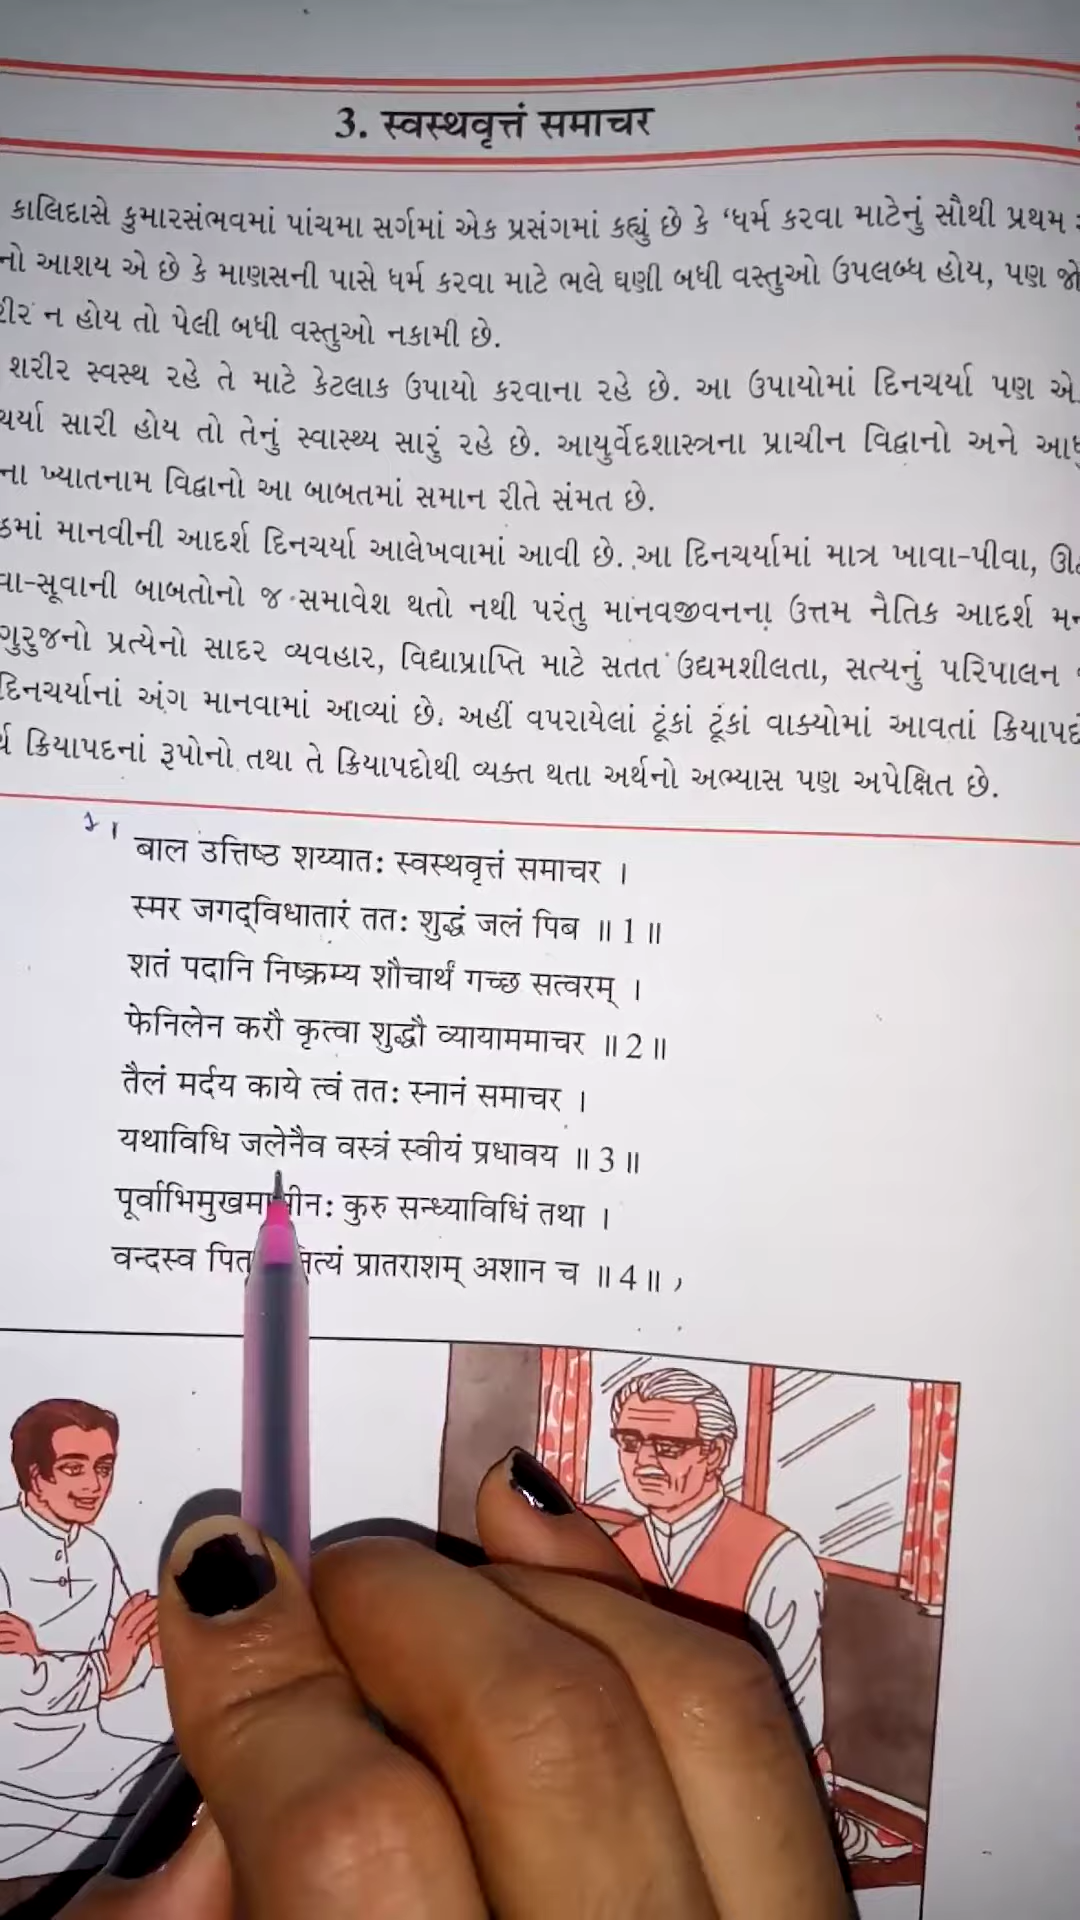 3. स्वस्थवृत्तं समाचर
કાલિદાસે કુમારસંભવમાં પાંચમા સર્ગમાં એક પ્રસંગમાં કહ્યું છે કે ‘ધર્મ કરવા માટેનું સૌથી પ્રથમ
નો આશય એ છે કે માણસની પાસે ધર્મ કરવા માટે ભલે ઘણી બધી વસ્તુઓ ઉપલબ્ધ હોય, પણ જો
ન હોય તો પેલી બધી વસ્તુઓ નકામી છે.
શરીર સ્વસ્થ રહે તે માટે કેટલાક ઉપાયો કરવાના રહે છે. આ ઉપાયોમાં દિનચર્યા પણ એ
ચર્યા સારી હોય તો તેનું સ્વાસ્થ્ય સારું રહે છે. આયુર્વેદશાસ્ત્રના પ્રાચીન વિદ્વાનો અને
ના ખ્યાતનામ વિદ્વાનો આ બાબતમાં સમાન રીતે સંમત છે.
માનવીની આદર્શ દિનચર્યા આલેખવામાં આવી છે. આ દિનચર્યામાં માત્ર ખાવા-પીવા,
વા-સૂવાની બાબતોનો જ સમાવેશ થતો નથી પરંતુ માનવજીવનના ઉત્તમ નૈતિક આદર્શ
ગુરુજનો પ્રત્યેનો સાદર વ્યવહાર, વિદ્યાપ્રાપ્તિ માટે સતત ઉદ્યમશીલતા, સત્યનું પરિપાલન
દિનચર્યાનાં અંગ માનવામાં આવ્યાં છે. અહીં વપરાયેલાં ટૂંકાં ટૂંકાં વાક્યોમાં આવતાં
ક્રિયાપદનાં રૂપોનો તથા તે ક્રિયાપદોથી વ્યક્ત થતા અર્થનો અભ્યાસ પણ અપેક્ષિત છે.
बाल उत्तिष्ठ शय्यातः स्वस्थवृत्तं समाचर ।
स्मर जगद्विधातारं ततः शुद्धं जलं पिब ॥ 1 ॥
शतं पदानि निष्क्रम्य शौचार्थं गच्छ सत्वरम् ।
फेनिलेन करौ कृत्वा शुद्धौ व्यायाममाचर ॥ 2 ॥
तैलं मर्दय काये त्वं ततः स्नानं समाचर ।
यथाविधि जलेनैव वस्त्रं स्वीयं प्रधावय ॥ 3 ॥
कुरु सन्ध्याविधिं तथा ।
वन्दस्व प्रातराशम् अशान च ॥ 4 ॥